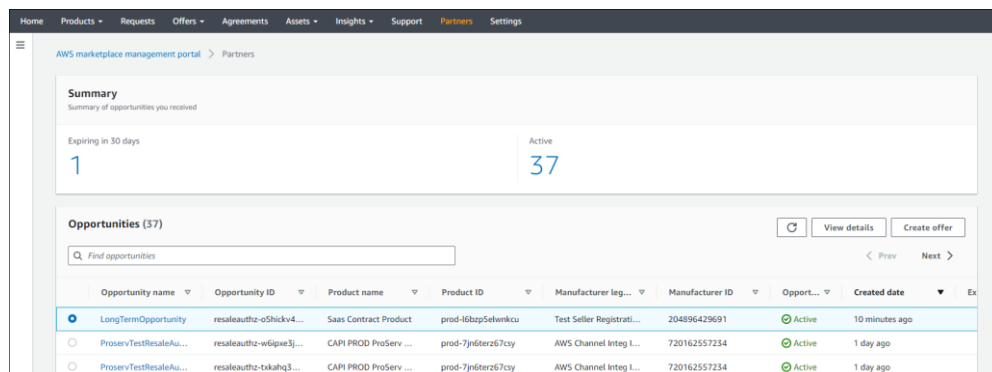 Home Products Requests Offers Agreements Assets Insights Support Partners Settings
AWS marketplace management portal > Partners
Summary
Summary of opportunities you received
Expiring in 30 days Active
1 37
Opportunities (37)
View details Create offer
Find opportunities
< Prev Next >
Opportunity name Opportunity ID Product name Product ID Manufacturer leg... Manufacturer ID Opport... Created date Ex
LongTermOpportunity resaleauthz-o5hickv4... Saas Contract Product prod-l6bzp5elwnkcu Test Seller Registrati... 204896429691 Active 10 minutes ago
ProservTestResaleAu... resaleauthz-w6ipxe3j... CAPI PROD ProServ ... prod-7jn6terz67csy AWS Channel Integ I... 720162557234 Active 1 day ago
ProservTestResaleAu... resaleauthz-txkahq3... CAPI PROD ProServ ... prod-7jn6terz67csy AWS Channel Integ I... 720162557234 Active 1 day ago